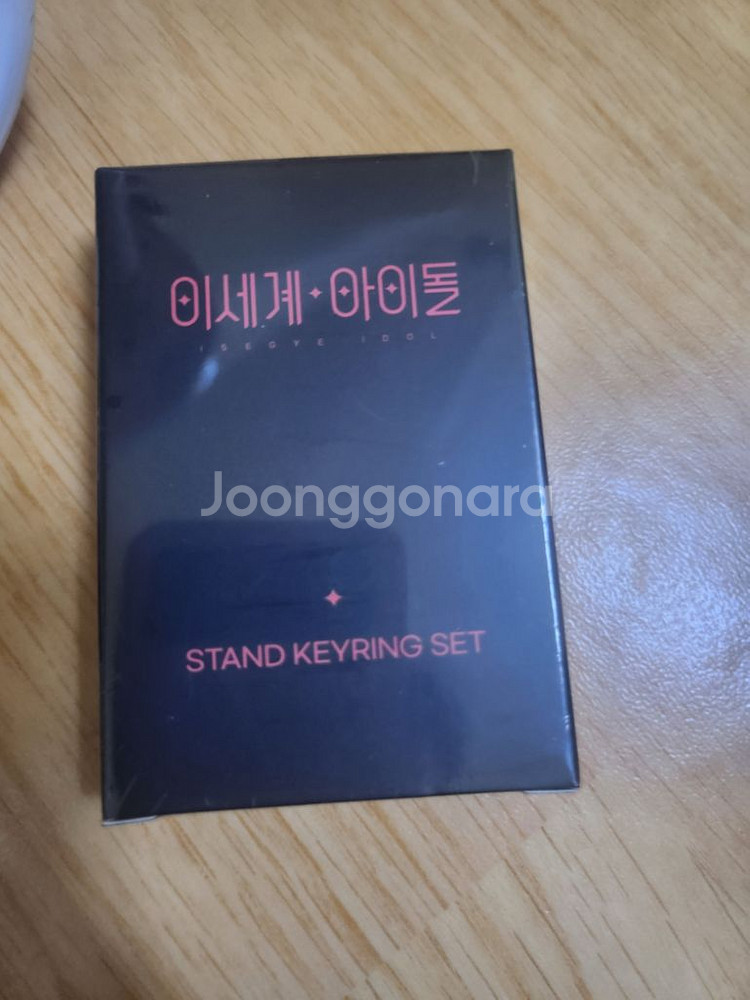 이세계·아이돌
ISEGYE IDOL
Joonggonara
STAND KEYRING SET